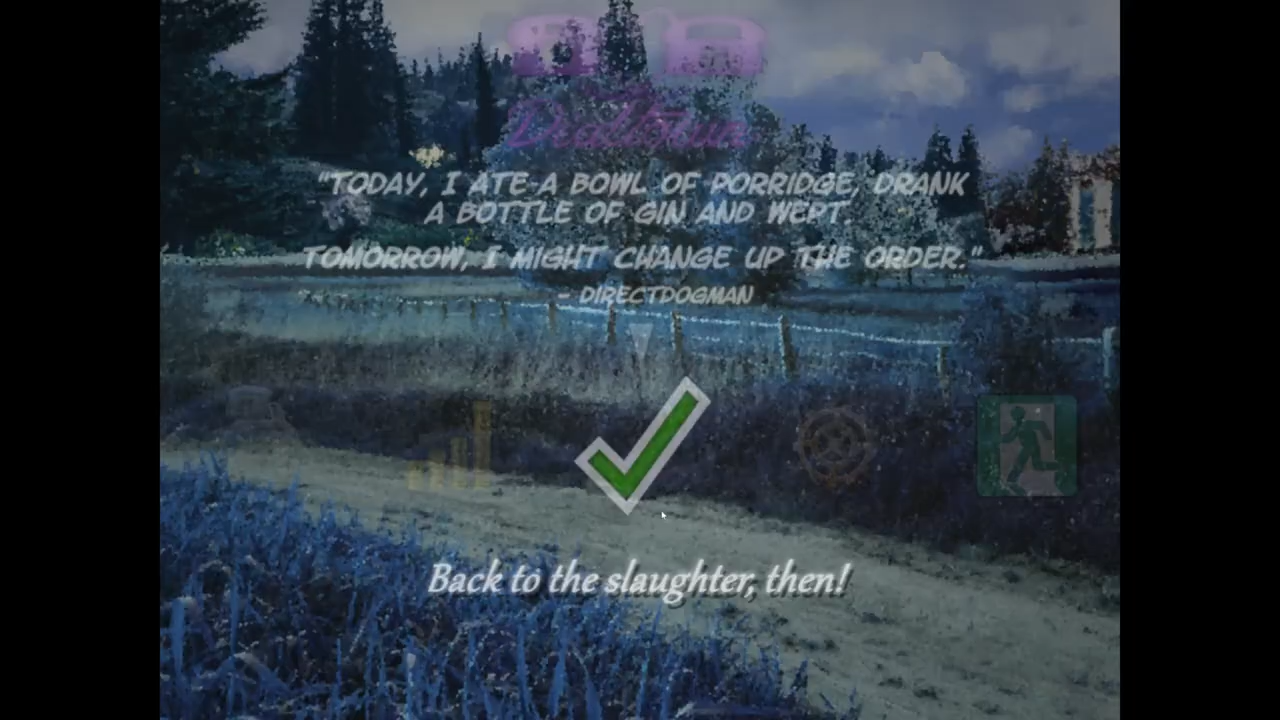 Dialtown
"TODAY, I ATE A BOWL OF PORRIDGE, DRANK
A BOTTLE OF GIN AND WEPT.
TOMORROW, I MIGHT CHANGE UP THE ORDER."
- DIRECTDOGMAN
Back to the slaughter, then!